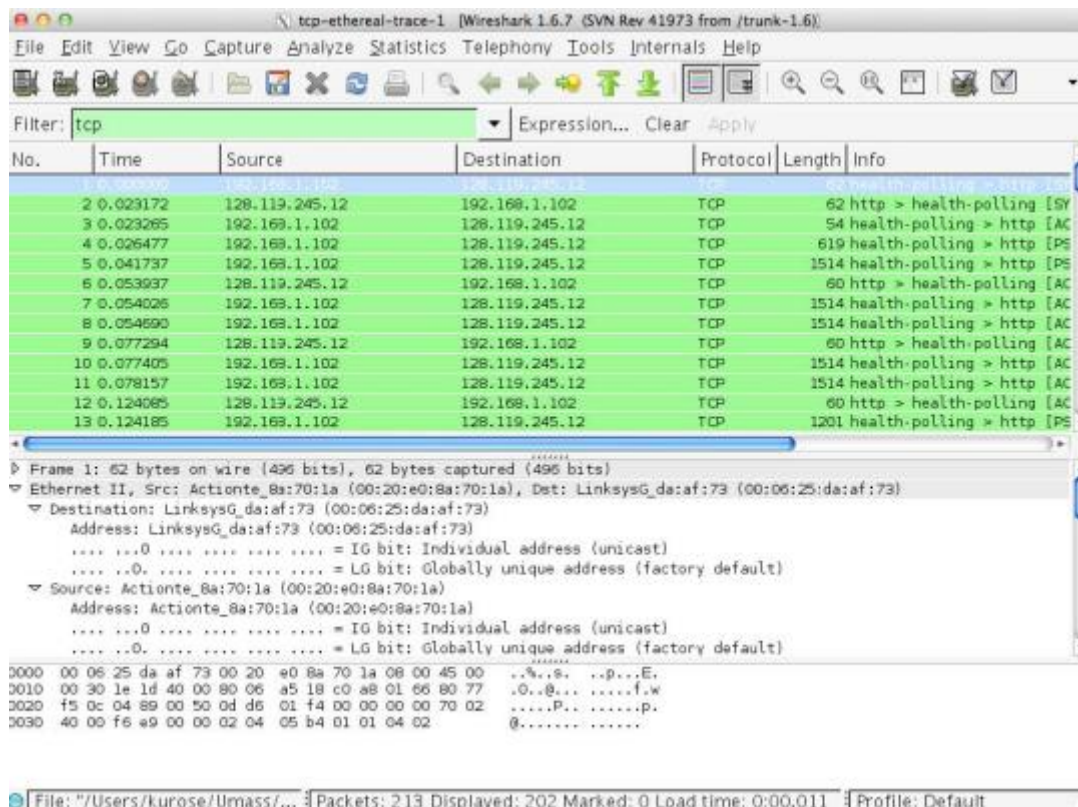 tcp-ethereal-trace-1 [Wireshark 1.6.7 (SVN Rev 41973 from /trunk-1.6)]
File Edit View Go Capture Analyze Statistics Telephony Tools Internals Help
Filter: tcp Expression... Clear Apply
No. Time Source Destination Protocol Length Info
1 0.000000 192.168.1.102 128.119.245.12 TCP 62 health-polling > http [SY
2 0.023172 128.119.245.12 192.168.1.102 TCP 62 http > health-polling [SY
3 0.023265 192.168.1.102 128.119.245.12 TCP 54 health-polling > http [AC
4 0.026477 192.168.1.102 128.119.245.12 TCP 619 health-polling > http [PS
5 0.041737 192.168.1.102 128.119.245.12 TCP 1514 health-polling > http [PS
6 0.053937 128.119.245.12 192.168.1.102 TCP 60 http > health-polling [AC
7 0.054026 192.168.1.102 128.119.245.12 TCP 1514 health-polling > http [AC
8 0.054690 192.168.1.102 128.119.245.12 TCP 1514 health-polling > http [AC
9 0.077294 128.119.245.12 192.168.1.102 TCP 60 http > health-polling [AC
10 0.077405 192.168.1.102 128.119.245.12 TCP 1514 health-polling > http [AC
11 0.078157 192.168.1.102 128.119.245.12 TCP 1514 health-polling > http [AC
12 0.124085 128.119.245.12 192.168.1.102 TCP 60 http > health-polling [AC
13 0.124185 192.168.1.102 128.119.245.12 TCP 1201 health-polling > http [PS
Frame 1: 62 bytes on wire (496 bits), 62 bytes captured (496 bits)
Ethernet II, Src: Actionte_8a:70:1a (00:20:e0:8a:70:1a), Dst: LinksysG_da:af:73 (00:06:25:da:af:73)
Destination: LinksysG_da:af:73 (00:06:25:da:af:73)
Address: LinksysG_da:af:73 (00:06:25:da:af:73)
.... ...0 .... .... .... .... = IG bit: Individual address (unicast)
.... ..0. .... .... .... .... = LG bit: Globally unique address (factory default)
Source: Actionte_8a:70:1a (00:20:e0:8a:70:1a)
Address: Actionte_8a:70:1a (00:20:e0:8a:70:1a)
.... ...0 .... .... .... .... = IG bit: Individual address (unicast)
.... ..0. .... .... .... .... = LG bit: Globally unique address (factory default)
0000 00 06 25 da af 73 00 20 e0 8a 70 1a 08 00 45 00 ..%..s. ..p...E.
0010 00 30 1e 1d 40 00 80 06 a5 18 c0 a8 01 66 80 77 .0..@... .....f.w
0020 f5 0c 04 89 00 50 0d d6 01 f4 00 00 00 00 70 02 .....P.. ......p.
0030 40 00 f6 e9 00 00 02 04 05 b4 01 01 04 02 @....... ......
File: "/Users/kurose/Umass/... Packets: 213 Displayed: 202 Marked: 0 Load time: 0:00.011 Profile: Default